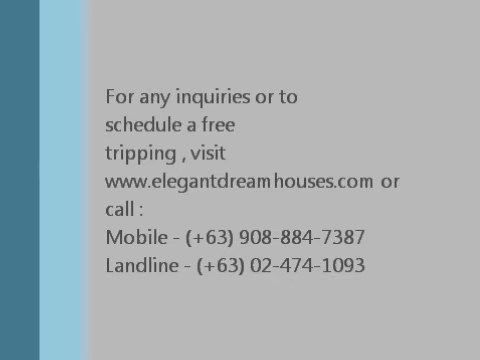 For any inquiries or to
schedule a free
tripping , visit
www.elegantdreamhouses.com or
call :
Mobile - (+63) 908-884-7387
Landline - (+63) 02-474-1093